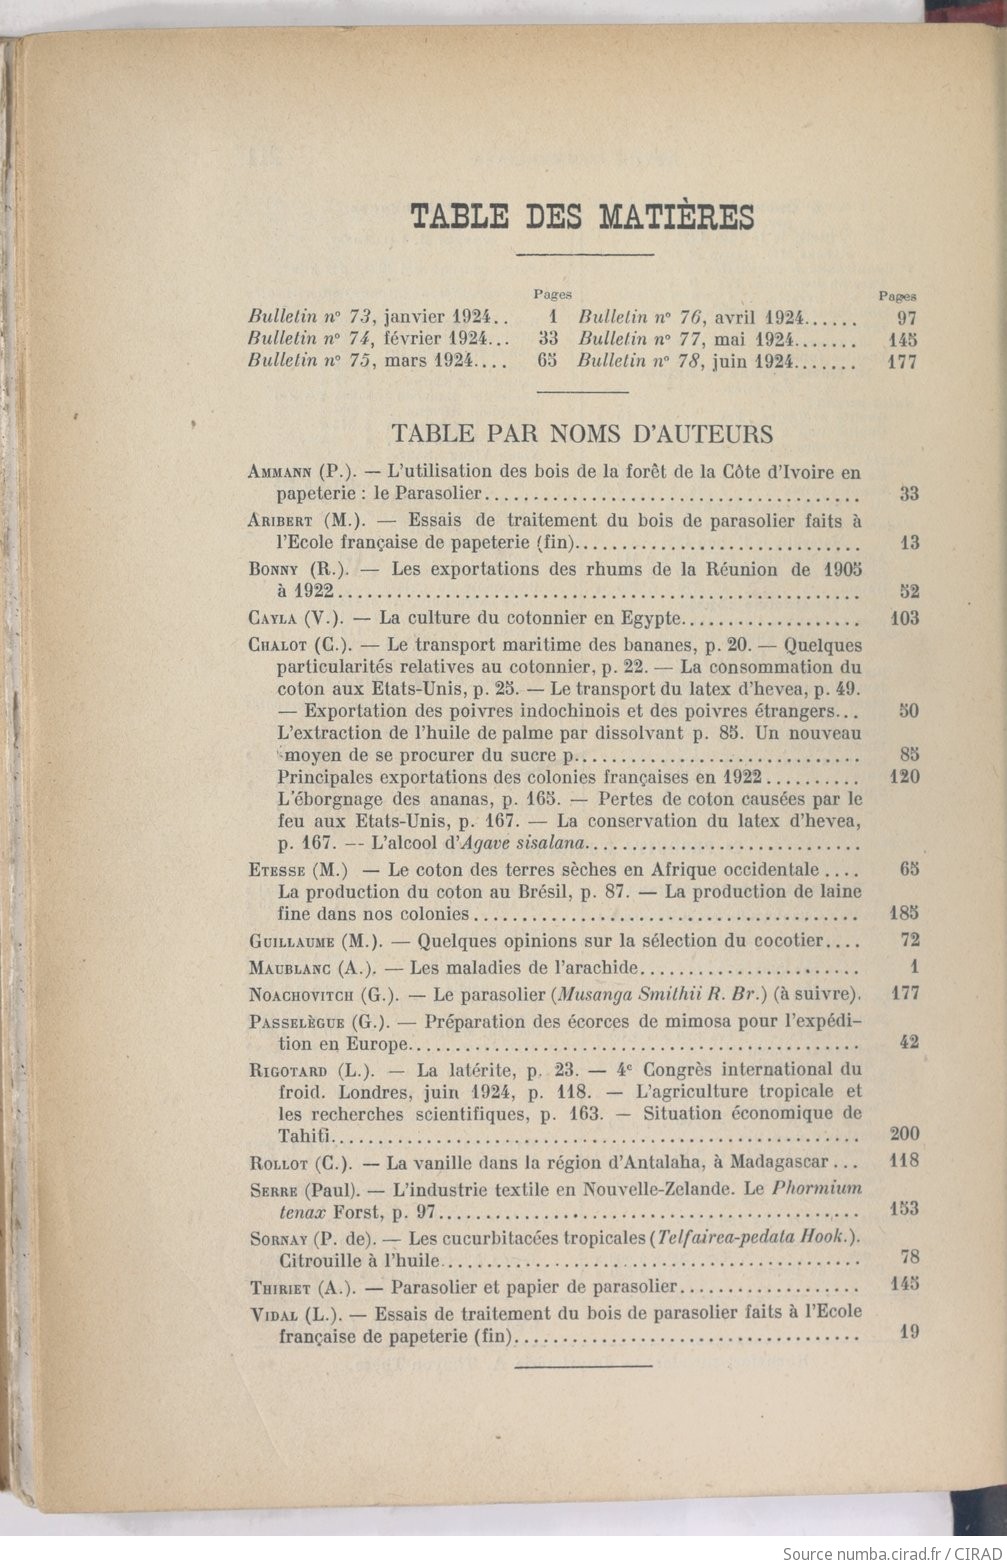 TABLE DES MATIÈRES
Pages
Bulletin n° 73, janvier 1924.. 1
Bulletin n° 74, février 1924... 33
Bulletin n° 75, mars 1924.... 65
Pages
Bulletin n° 76, avril 1924...... 97
Bulletin n° 77, mai 1924....... 145
Bulletin n° 78, juin 1924....... 177
TABLE PAR NOMS D'AUTEURS
AMMANN (P.). — L'utilisation des bois de la forêt de la Côte d'Ivoire en
papeterie : le Parasolier..................................... 33
ARIBERT (M.). — Essais de traitement du bois de parasolier faits à
l'Ecole française de papeterie (fin)............................. 13
BONNY (R.). — Les exportations des rhums de la Réunion de 1905
à 1922..................................................... 52
CAYLA (V.). — La culture du cotonnier en Egypte................... 103
CHALOT (C.). — Le transport maritime des bananes, p. 20. — Quelques
particularités relatives au cotonnier, p. 22. — La consommation du
coton aux Etats-Unis, p. 25. — Le transport du latex d'hevea, p. 49.
— Exportation des poivres indochinois et des poivres étrangers... 50
L'extraction de l'huile de palme par dissolvant p. 85. Un nouveau
moyen de se procurer du sucre p............................. 85
Principales exportations des colonies françaises en 1922.......... 120
L'éborgnage des ananas, p. 165. — Pertes de coton causées par le
feu aux Etats-Unis, p. 167. — La conservation du latex d'hevea,
p. 167. — L'alcool d'Agave sisalana............................
ETESSE (M.) — Le coton des terres sèches en Afrique occidentale .... 65
La production du coton au Brésil, p. 87. — La production de laine
fine dans nos colonies....................................... 185
GUILLAUME (M.). — Quelques opinions sur la sélection du cocotier.... 72
MAUBLANC (A.). — Les maladies de l'arachide....................... 1
NOACHOVITCH (G.). — Le parasolier (Musanga Smithii R. Br.) (à suivre). 177
PASSELÈGUE (G.). — Préparation des écorces de mimosa pour l'expédi-
tion en Europe.............................................. 42
RIGOTARD (L.). — La latérite, p. 23. — 4e Congrès international du
froid. Londres, juin 1924, p. 118. — L'agriculture tropicale et
les recherches scientifiques, p. 163. — Situation économique de
Tahiti...................................................... 200
ROLLOT (C.). — La vanille dans la région d'Antalaha, à Madagascar... 118
SERRE (Paul). — L'industrie textile en Nouvelle-Zelande. Le Phormium
tenax Forst, p. 97........................................... 153
SORNAY (P. de). — Les cucurbitacées tropicales (Telfairea-pedata Hook.).
Citrouille à l'huile........................................... 78
THIRIET (A.). — Parasolier et papier de parasolier................... 145
VIDAL (L.). — Essais de traitement du bois de parasolier faits à l'Ecole
française de papeterie (fin)................................... 19
Source numba.cirad.fr / CIRAD